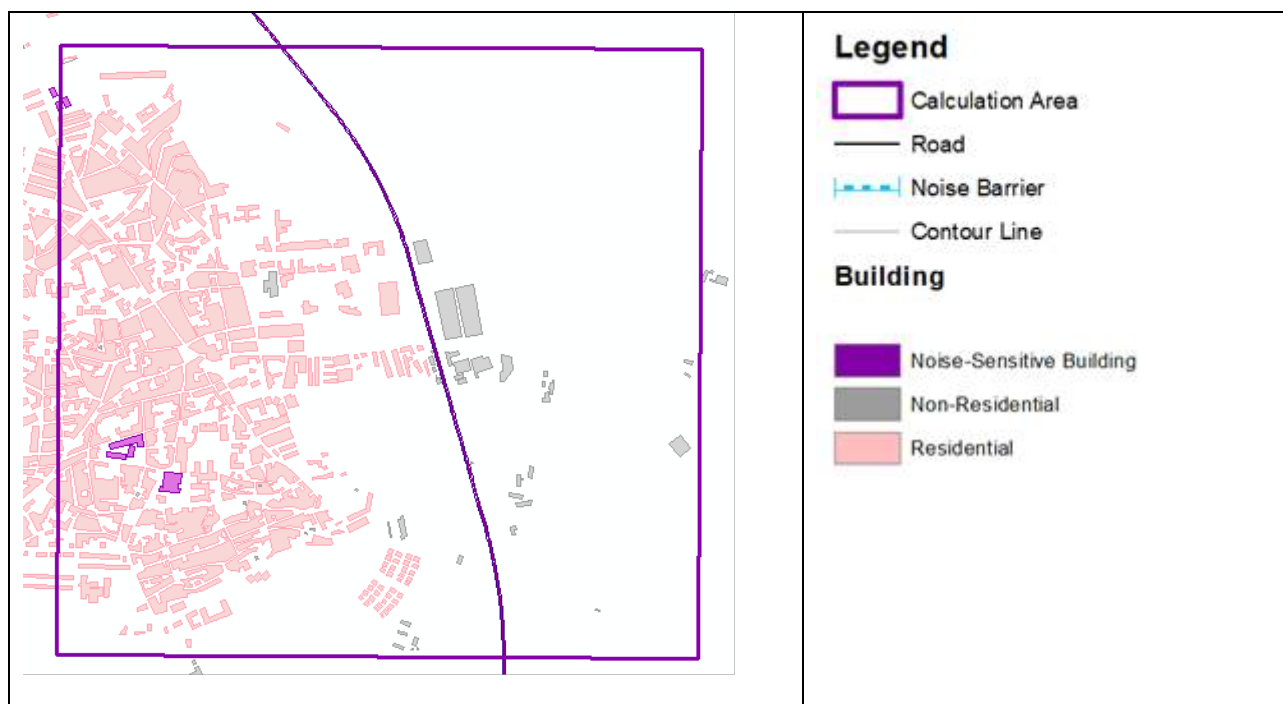 Legend
Calculation Area
Road
Noise Barrier
Contour Line
Building
Noise-Sensitive Building
Non-Residential
Residential